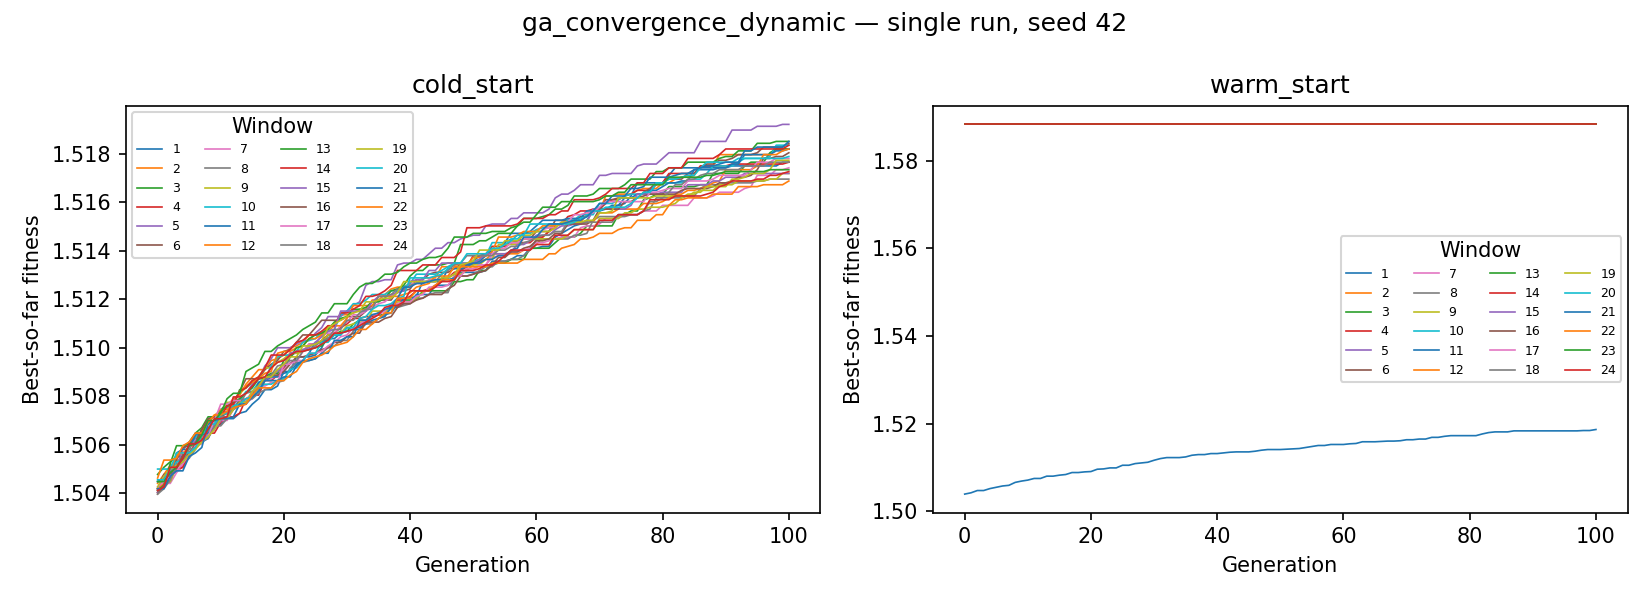 ga_convergence_dynamic — single run, seed 42
cold_start
Best-so-far fitness
1.518
1.516
1.514
1.512
1.510
1.508
1.506
1.504
Window
1 7 13 19
2 8 14 20
3 9 15 21
4 10 16 22
5 11 17 23
6 12 18 24
0 20 40 60 80 100
Generation
warm_start
Best-so-far fitness
1.58
1.56
1.54
1.52
1.50
Window
1 7 13 19
2 8 14 20
3 9 15 21
4 10 16 22
5 11 17 23
6 12 18 24
0 20 40 60 80 100
Generation